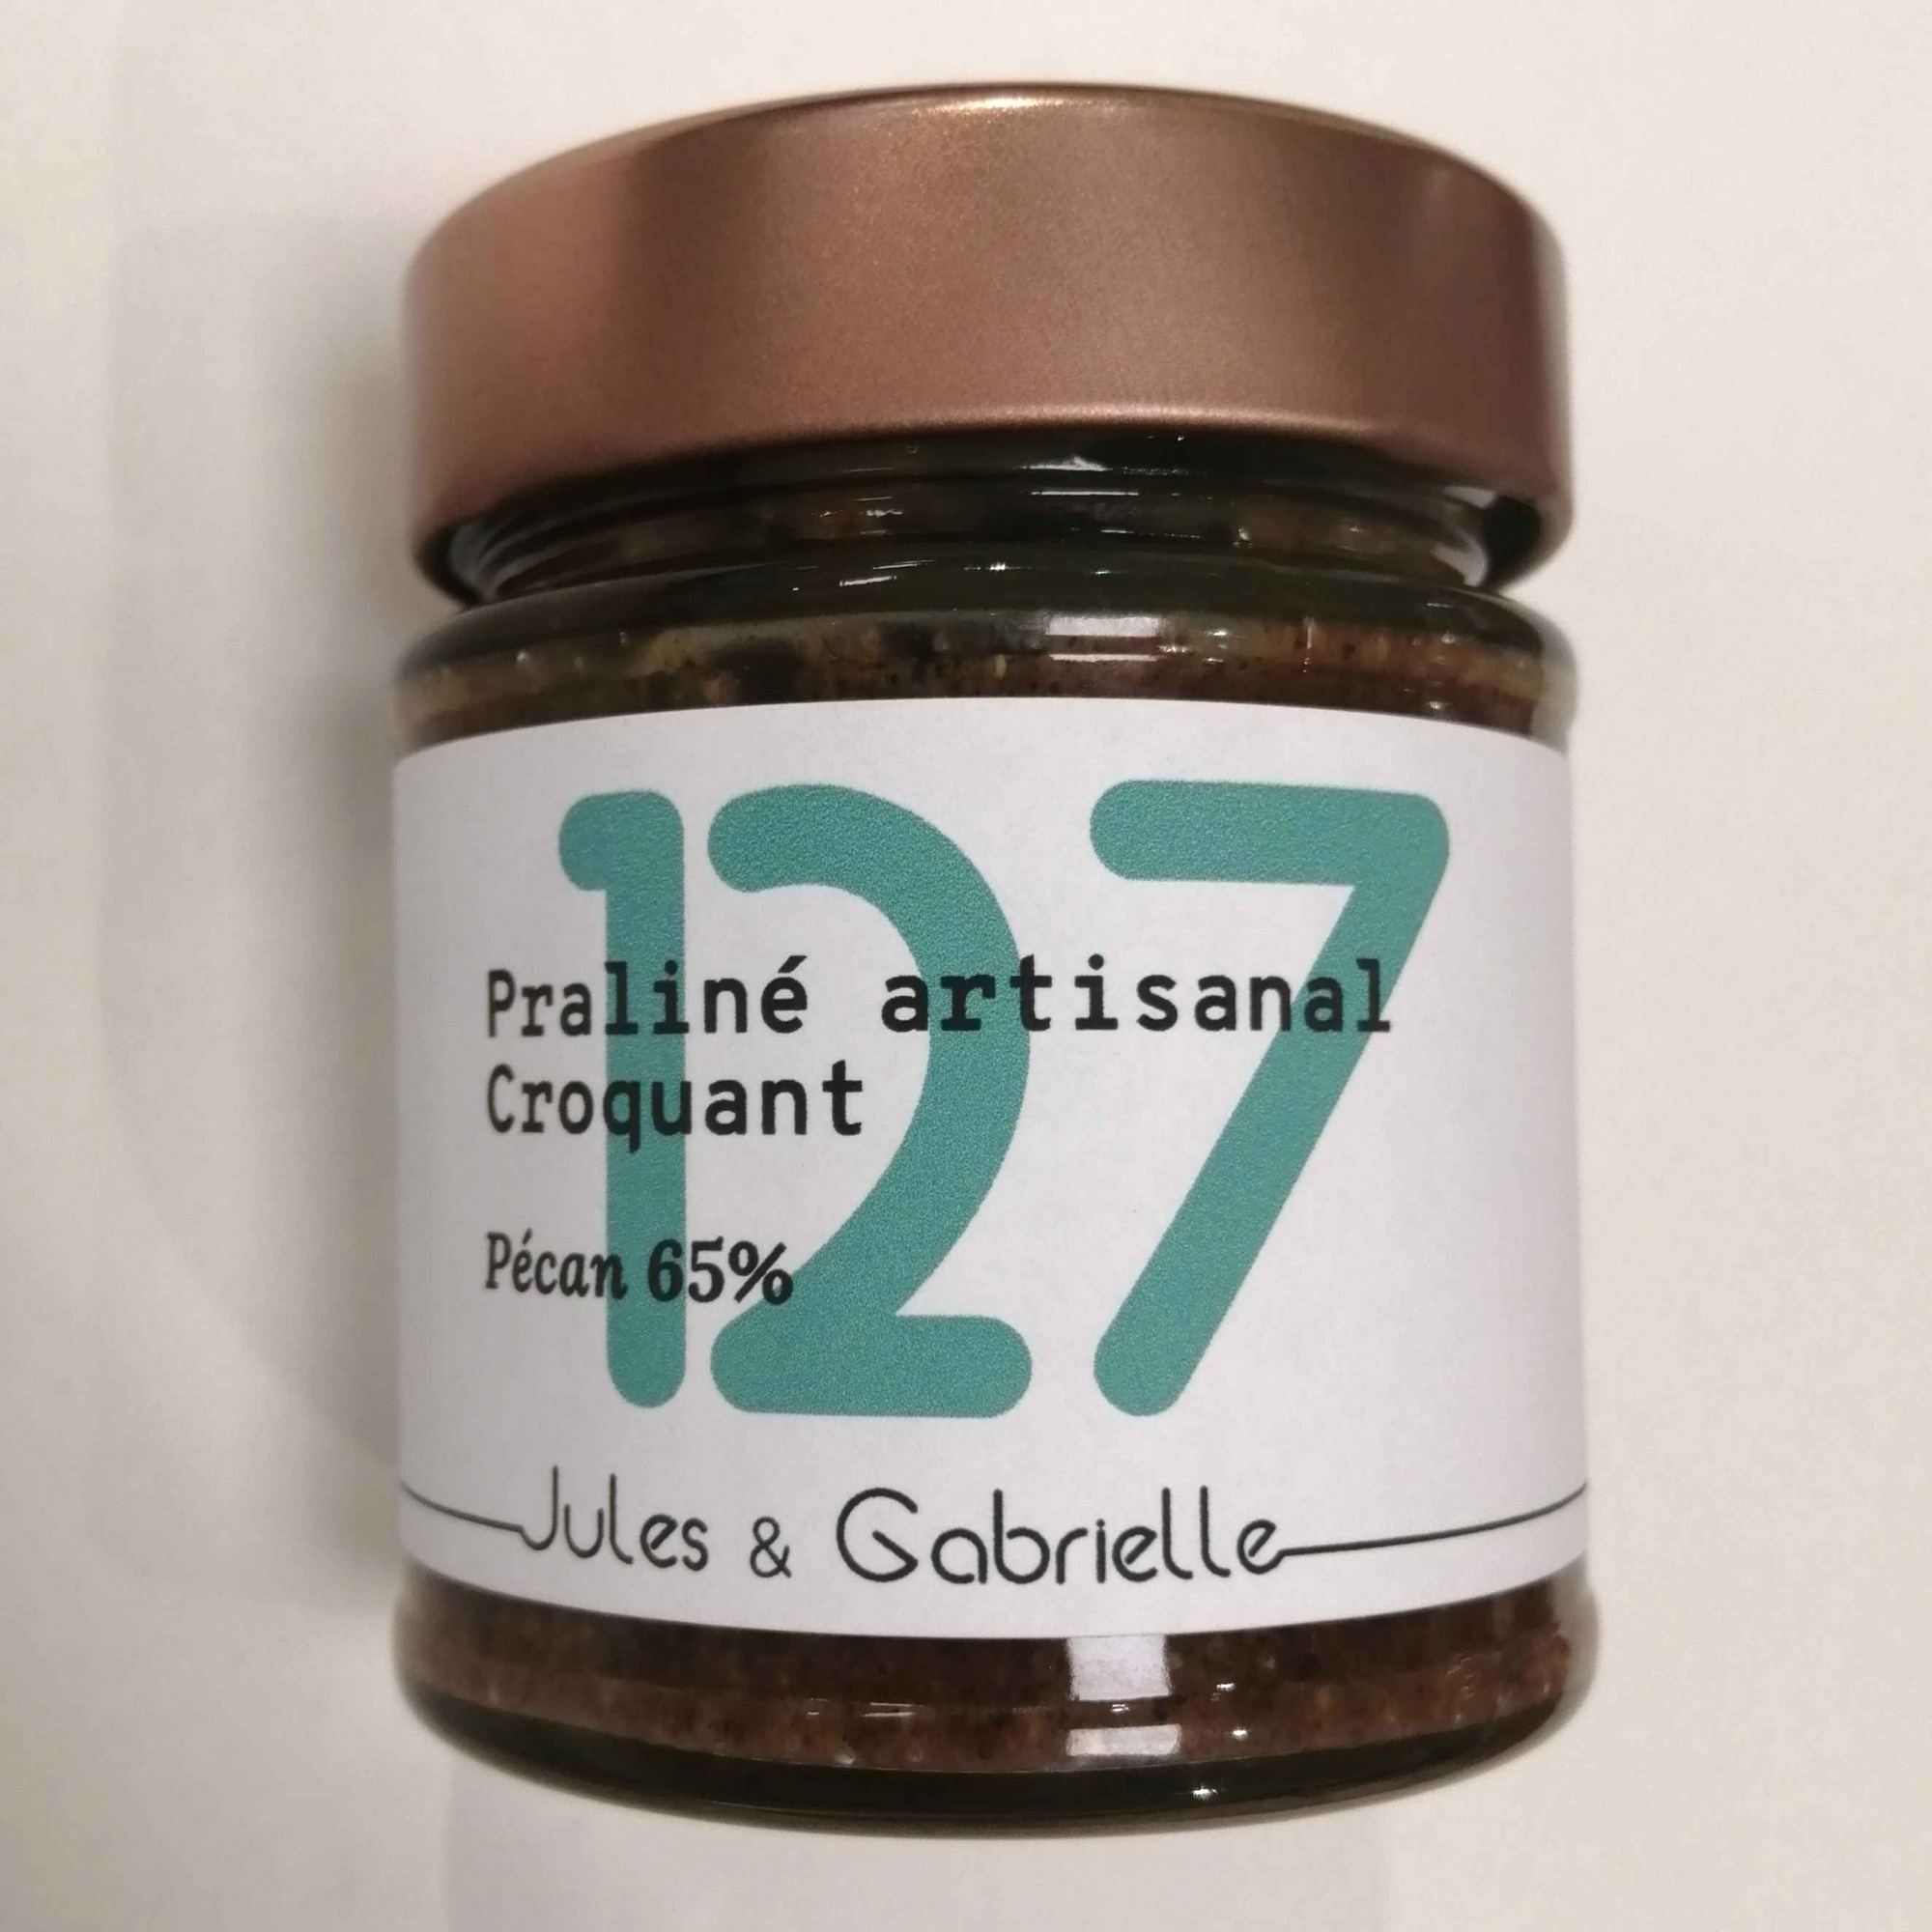 127
Praliné artisanal
Croquant
Pécan 65%
Jules & Gabrielle